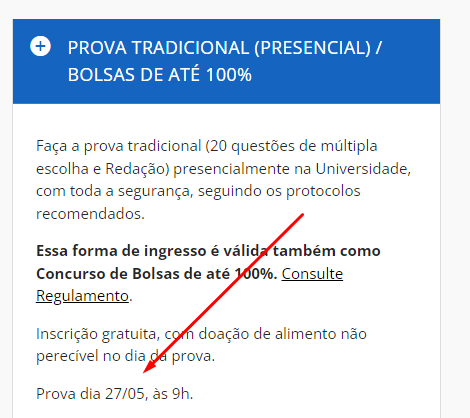 PROVA TRADICIONAL (PRESENCIAL) /
BOLSAS DE ATÉ 100%
Faça a prova tradicional (20 questões de múltipla
escolha e Redação) presencialmente na Universidade,
com toda a segurança, seguindo os protocolos
recomendados.
Essa forma de ingresso é válida também como
Concurso de Bolsas de até 100%. Consulte
Regulamento.
Inscrição gratuita, com doação de alimento não
perecível no dia da prova.
Prova dia 27/05, às 9h.